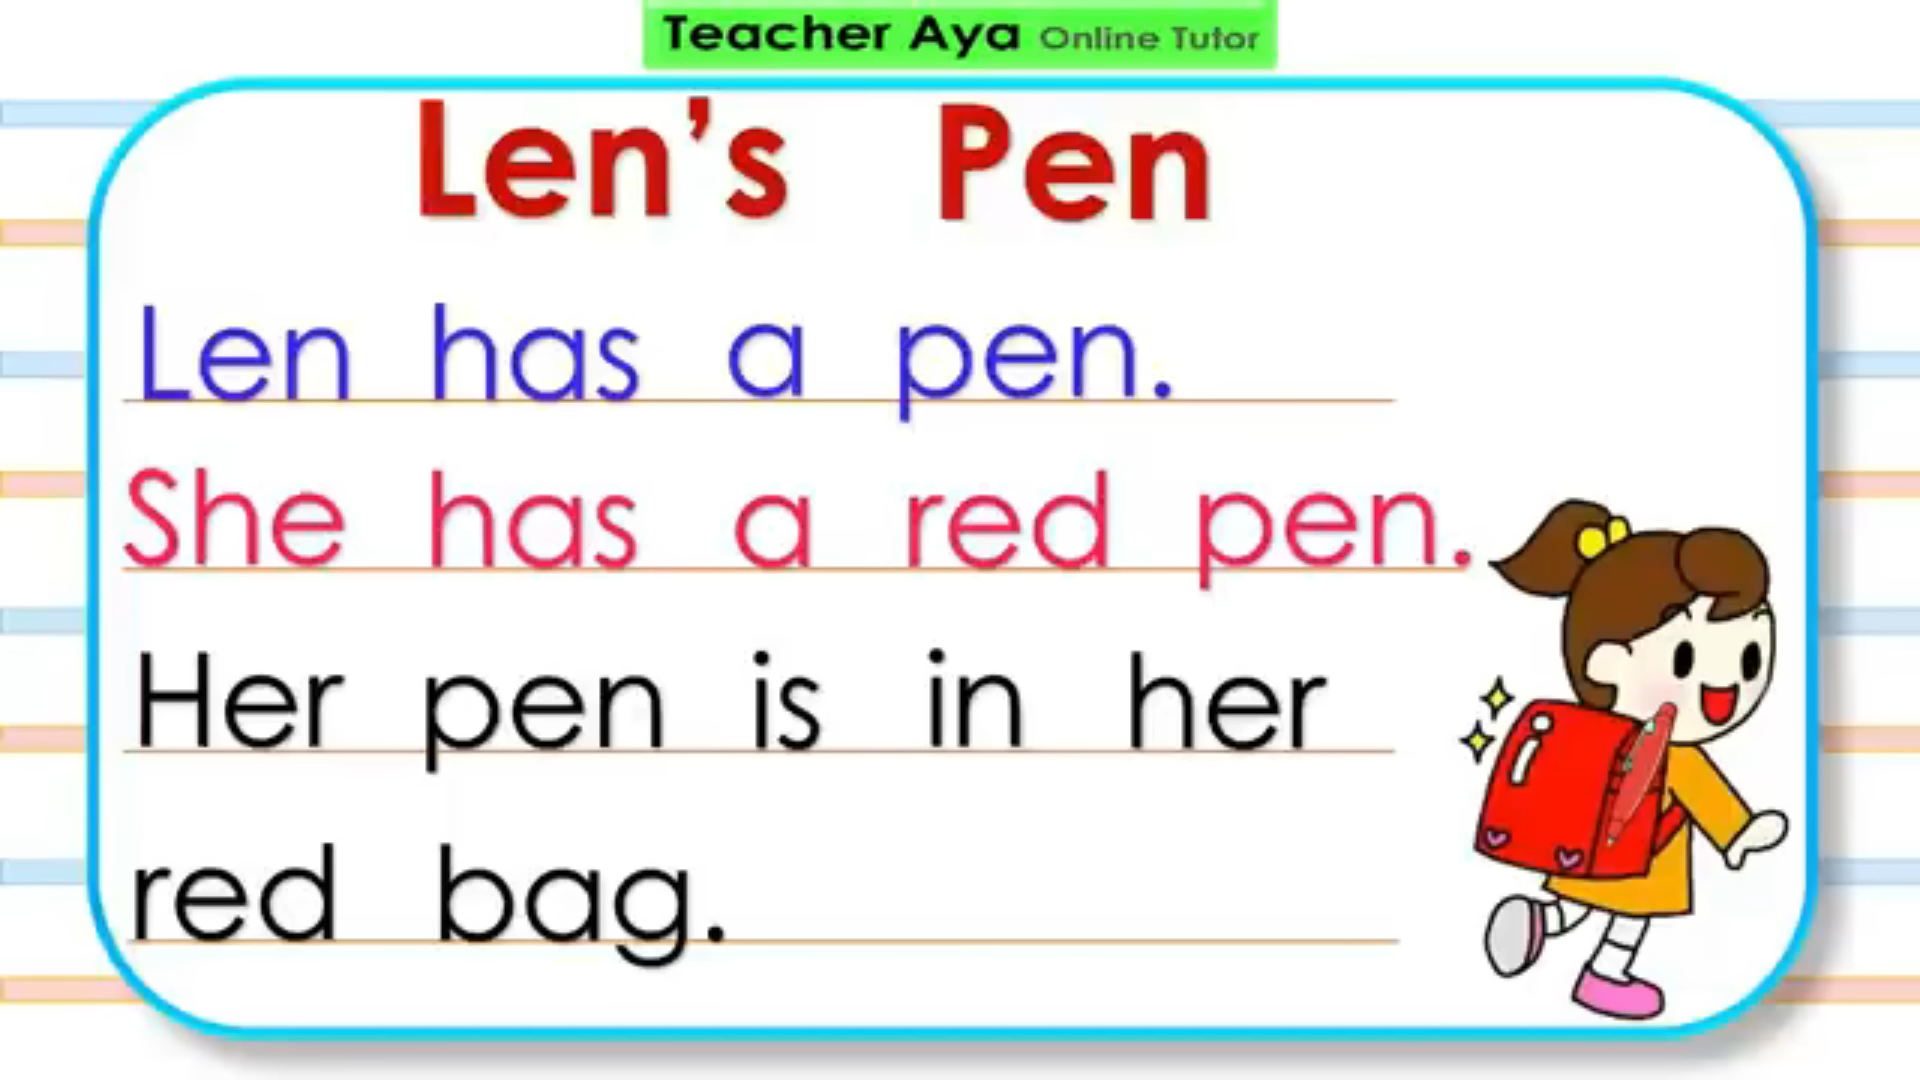 Teacher Aya Online Tutor
Len’s Pen
Len has a pen.
She has a red pen.
Her pen is in her
red bag.